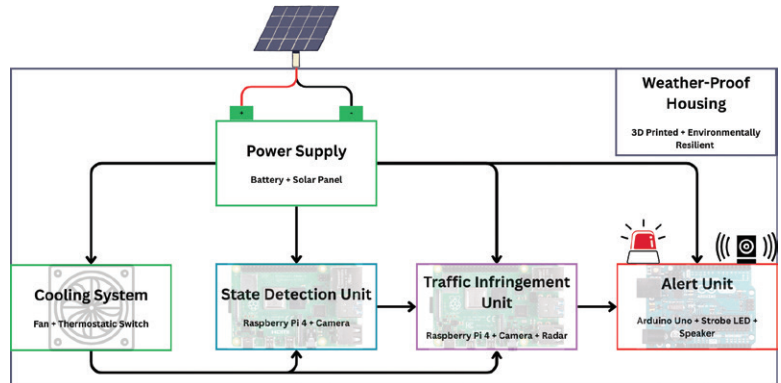 Weather-Proof
Housing
3D Printed + Environmentally
Resilient
+
-
Power Supply
Battery + Solar Panel
Cooling System
Fan + Thermostatic Switch
State Detection Unit
Raspberry Pi 4 + Camera
Traffic Infringement
Unit
Raspberry Pi 4 + Camera + Radar
Alert Unit
Arduino Uno + Strobe LED +
Speaker